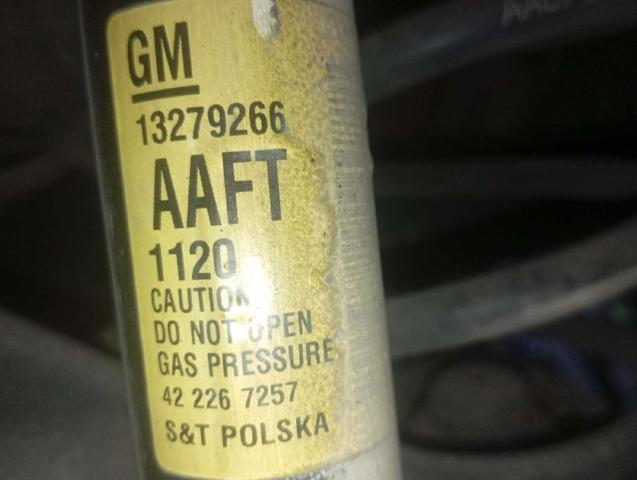 GM
13279266
AAFT
1120
CAUTION
DO NOT OPEN
GAS PRESSURE
42 226 7257
S&T POLSKA